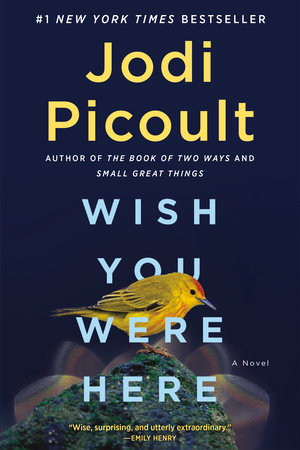 #1 NEW YORK TIMES BESTSELLER
Jodi
Picoult
AUTHOR OF THE BOOK OF TWO WAYS AND
SMALL GREAT THINGS
WISH
YOU
WERE
A Novel
HERE
"Wise, surprising, and utterly extraordinary."
—EMILY HENRY